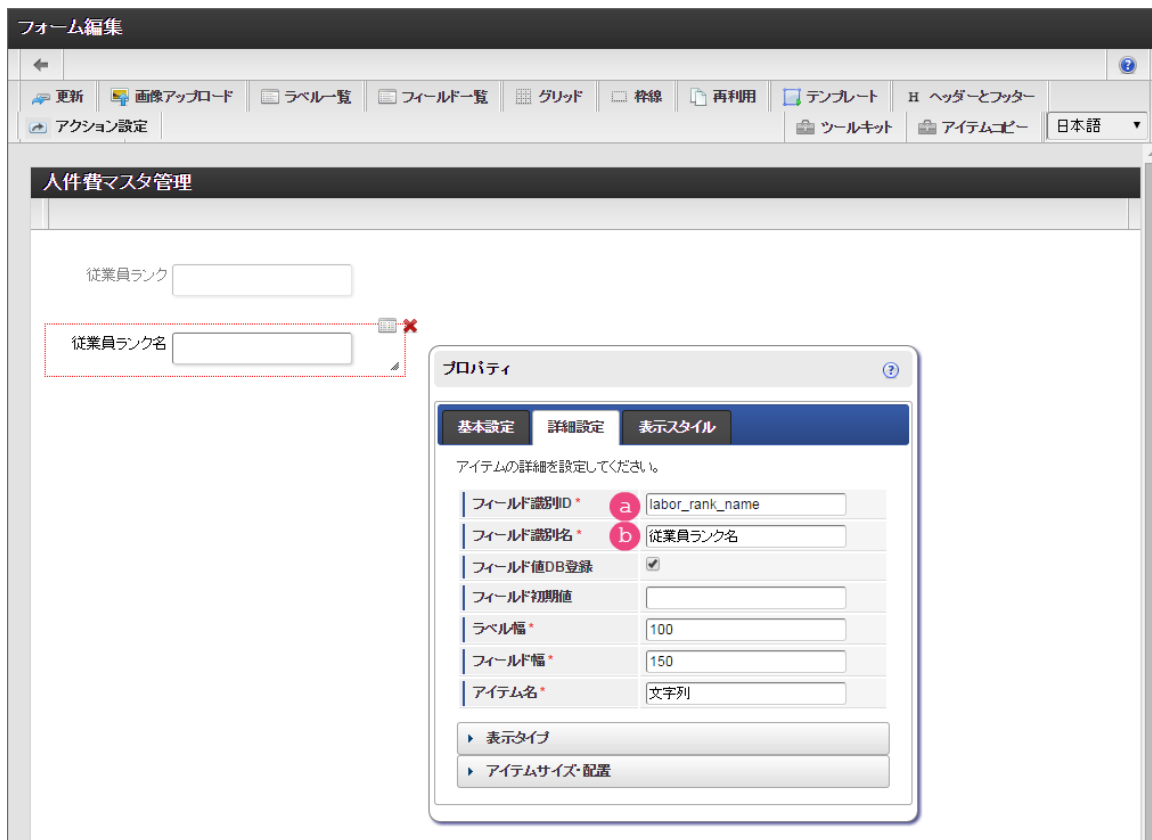 フォーム編集
更新 画像アップロード ラベル一覧 フィールド一覧 グリッド 枠線 再利用 テンプレート H ヘッダーとフッター
アクション設定 ツールキット アイテムコピー 日本語
人件費マスタ管理
従業員ランク
従業員ランク名
プロパティ
基本設定 詳細設定 表示スタイル
アイテムの詳細を設定してください。
フィールド識別ID * a labor_rank_name
フィールド識別名 * b 従業員ランク名
フィールド値DB登録
フィールド初期値
ラベル幅 * 100
フィールド幅 * 150
アイテム名 * 文字列
表示タイプ
アイテムサイズ・配置